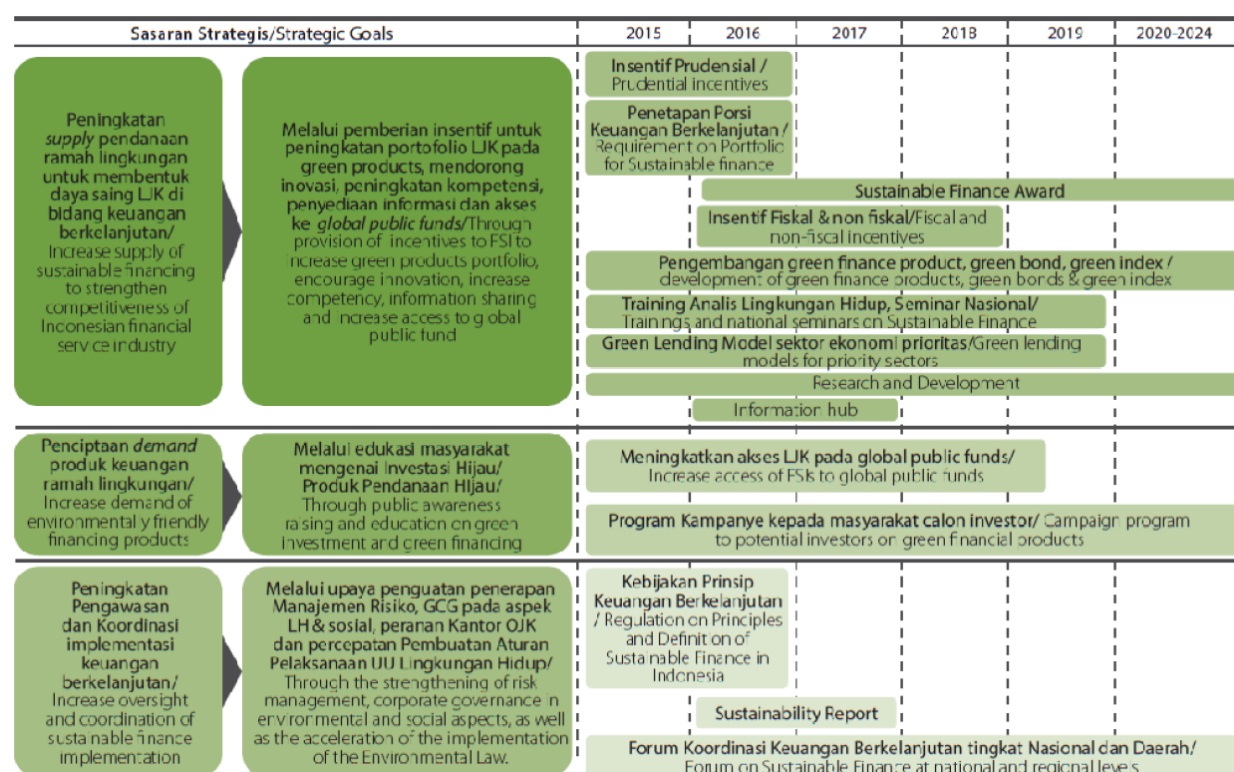 Sasaran Strategis/Strategic Goals
2015
2016
2017
2018
2019
2020-2024
Peningkatan
supply pendanaan
ramah lingkungan
untuk membentuk
daya saing LJK di
bidang keuangan
berkelanjutan/
Increase supply of
sustainable financing
to strengthen
competitiveness of
Indonesian financial
service industry
Melalui pemberian insentif untuk
peningkatan portofolio LJK pada
green products, mendorong
inovasi, peningkatan kompetensi,
penyediaan informasi dan akses
ke global public funds/Through
provision of incentives to FSI to
increase green products portfolio,
encourage innovation, increase
competency, information sharing
and increase access to global
public fund
Insentif Prudensial /
Prudential incentives
Penetapan Porsi
Keuangan Berkelanjutan /
Requirement on Portfolio
for Sustainable finance
Sustainable Finance Award
Insentif Fiskal & non fiskal/Fiscal and
non-fiscal incentives
Pengembangan green finance product, green bond, green index /
development of green finance products, green bonds & green index
Training Analis Lingkungan Hidup, Seminar Nasional/
Trainings and national seminars on Sustainable Finance
Green Lending Model sektor ekonomi prioritas/Green lending
models for priority sectors
Research and Development
Information hub
Penciptaan demand
produk keuangan
ramah lingkungan/
Increase demand of
environmentally friendly
financing products
Melalui edukasi masyarakat
mengenai Investasi Hijau/
Produk Pendanaan Hijau/
Through public awareness
raising and education on green
investment and green financing
Meningkatkan akses LJK pada global public funds/
Increase access of FSIs to global public funds
Program Kampanye kepada masyarakat calon investor/ Campaign program
to potential investors on green financial products
Peningkatan
Pengawasan
dan Koordinasi
implementasi
keuangan
berkelanjutan/
Increase oversight
and coordination of
sustainable finance
implementation
Melalui upaya penguatan penerapan
Manajemen Risiko, GCG pada aspek
LH & sosial, peranan Kantor OJK
dan percepatan Pembuatan Aturan
Pelaksanaan UU Lingkungan Hidup/
Through the strengthening of risk
management, corporate governance in
environmental and social aspects, as well
as the acceleration of the implementation
of the Environmental Law.
Kebijakan Prinsip
Keuangan Berkelanjutan
/ Regulation on Principles
and Definition of
Sustainable Finance in
Indonesia
Sustainability Report
Forum Koordinasi Keuangan Berkelanjutan tingkat Nasional dan Daerah/
Forum on Sustainable Finance at national and regional levels